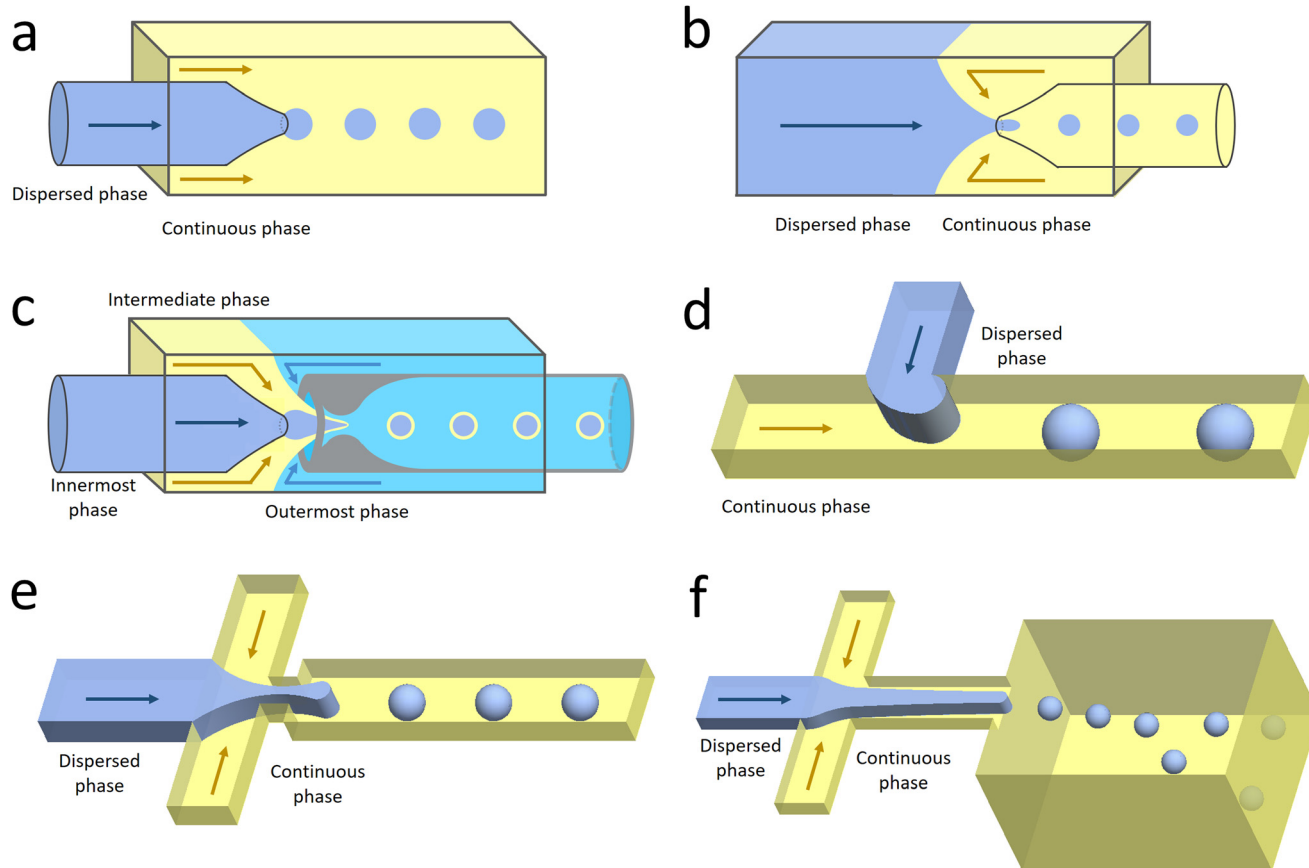 a
Dispersed phase
Continuous phase
b
Dispersed phase
Continuous phase
c
Intermediate phase
Innermost
phase
Outermost phase
d
Dispersed
phase
Continuous phase
e
Dispersed
phase
Continuous
phase
f
Dispersed
phase
Continuous
phase